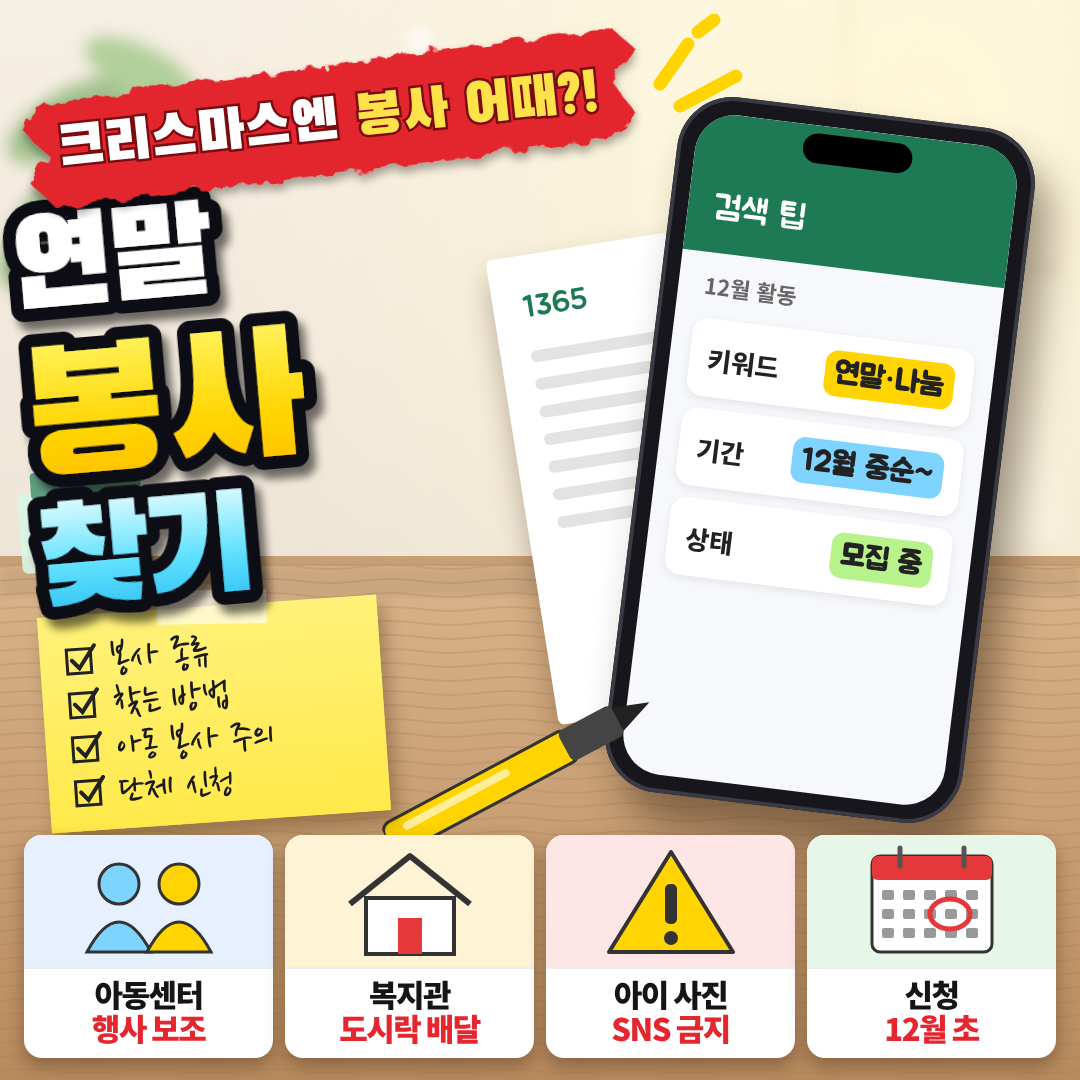 크리스마스엔 봉사 어때?!
연말
봉사
찾기
1365
검색 팁
12월 활동
키워드 연말·나눔
기간 12월 중순~
상태 모집 중
봉사 종류
찾는 방법
아동 봉사 주의
단체 신청
아동센터
행사 보조
복지관
도시락 배달
아이 사진
SNS 금지
신청
12월 초